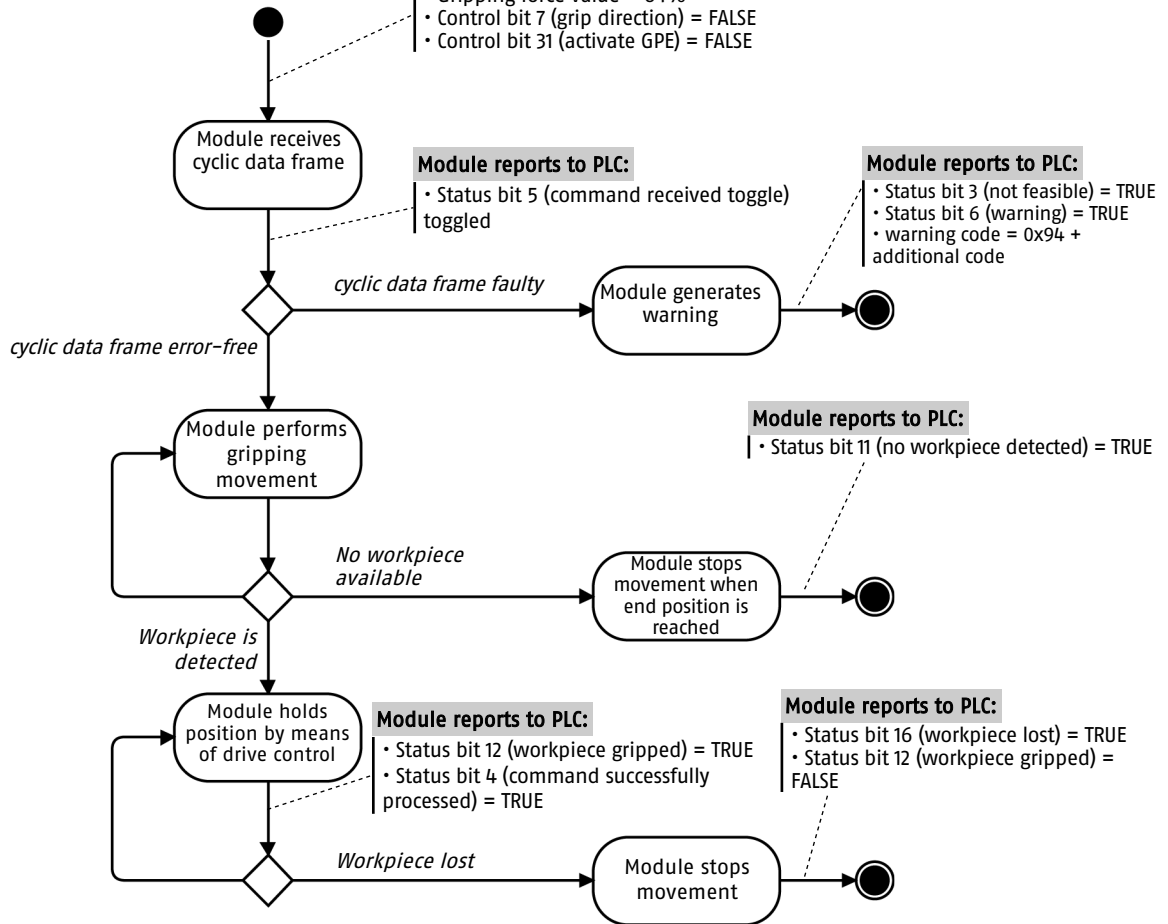 • Control bit 7 (grip direction) = FALSE
• Control bit 31 (activate GPE) = FALSE
Module receives
cyclic data frame
Module reports to PLC:
• Status bit 5 (command received toggle)
toggled
Module reports to PLC:
• Status bit 3 (not feasible) = TRUE
• Status bit 6 (warning) = TRUE
• warning code = 0x94 +
additional code
cyclic data frame faulty
Module generates
warning
cyclic data frame error-free
Module performs
gripping
movement
Module reports to PLC:
• Status bit 11 (no workpiece detected) = TRUE
No workpiece
available
Module stops
movement when
end position is
reached
Workpiece is
detected
Module holds
position by means
of drive control
Module reports to PLC:
• Status bit 12 (workpiece gripped) = TRUE
• Status bit 4 (command successfully
processed) = TRUE
Module reports to PLC:
• Status bit 16 (workpiece lost) = TRUE
• Status bit 12 (workpiece gripped) =
FALSE
Workpiece lost
Module stops
movement